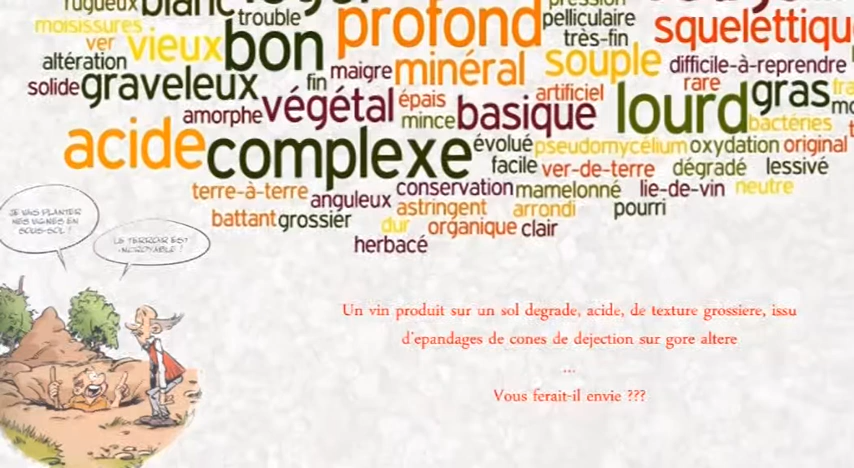 rugueux blanc
trouble
pelliculaire
moisissures profond squelettiqu
ver vieux bon très-fin
altération maigre minéral souple difficile-à-reprendre
solide graveleux fin artificiel rare gras
amorphe végétal épais mince basique lourd bactéries
acide complexe évolué pseudomycélium oxydation original
facile ver-de-terre dégradé lessivé
terre-à-terre anguleux conservation mamelonné lie-de-vin neutre
battant grossier astringent arrondi pourri
dur organique clair
herbacé
JE VAIS PLANTER
MES VIGNES EN
SOUS-SOL !
LE TERROIR EST
INCROYABLE !
Un vin produit sur un sol degrade, acide, de texture grossiere, issu
d'epandages de cones de dejection sur gore altere
...
Vous ferait-il envie ???